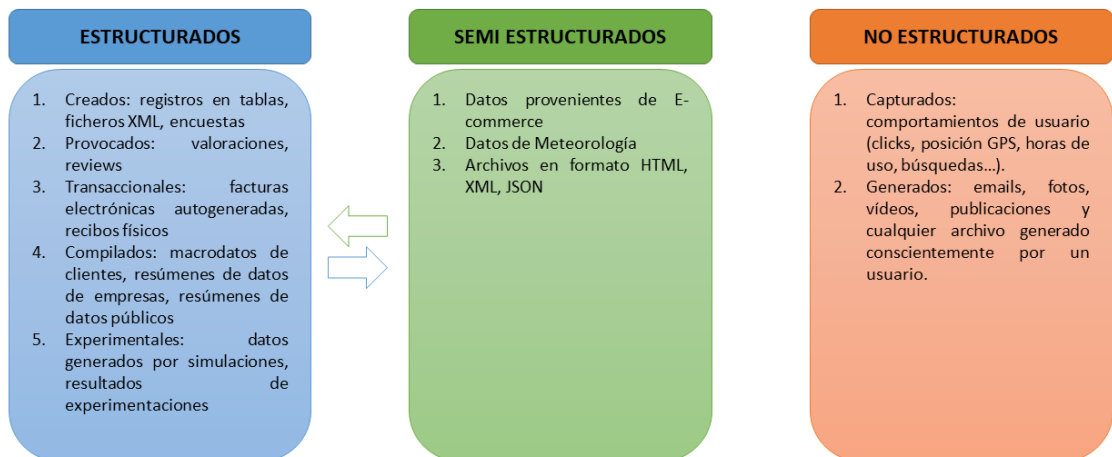 ESTRUCTURADOS
1. Creados: registros en tablas,
ficheros XML, encuestas
2. Provocado: valoraciones,
reviews
3. Transaccionales: facturas
electrónicas autogeneradas,
recibos físicos
4. Compilados: macrodatos de
clientes, resúmenes de datos
de empresas, resúmenes de
datos públicos
5. Experimentales: datos
generados por simulaciones,
resultados de
experimentaciones
SEMI ESTRUCTURADOS
1. Datos provenientes de E-
commerce
2. Datos de Meteorología
3. Archivos en formato HTML,
XML, JSON
NO ESTRUCTURADOS
1. Capturados:
comportamientos de usuario
(clicks, posición GPS, horas de
uso, búsquedas...).
2. Generados: emails, fotos,
vídeos, publicaciones y
cualquier archivo generado
conscientemente por un
usuario.